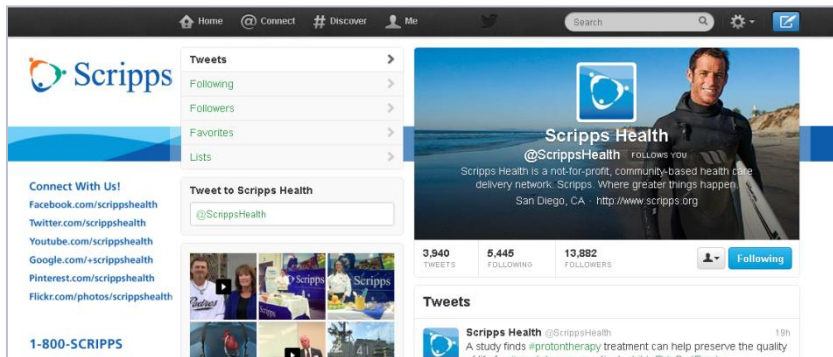 Home
Connect
Discover
Me
Search
Scripps
Connect With Us!
Facebook.com/scrippshealth
Twitter.com/scrippshealth
Youtube.com/scrippshealth
Google.com/+scrippshealth
Pinterest.com/scrippshealth
Flickr.com/photos/scrippshealth
1-800-SCRIPPS
Tweets
Following
Followers
Favorites
Lists
Tweet to Scripps Health
@ScrippsHealth
Padres
Scripps
Scripps
41
Scripps Health
@ScrippsHealth FOLLOWS YOU
Scripps Health is a not-for-profit, community-based health care
delivery network. Scripps. Where greater things happen.
San Diego, CA · http://www.scripps.org
3,940 TWEETS
5,445 FOLLOWING
13,882 FOLLOWERS
Following
Tweets
Scripps Health @ScrippsHealth 19h
A study finds #protontherapy treatment can help preserve the quality